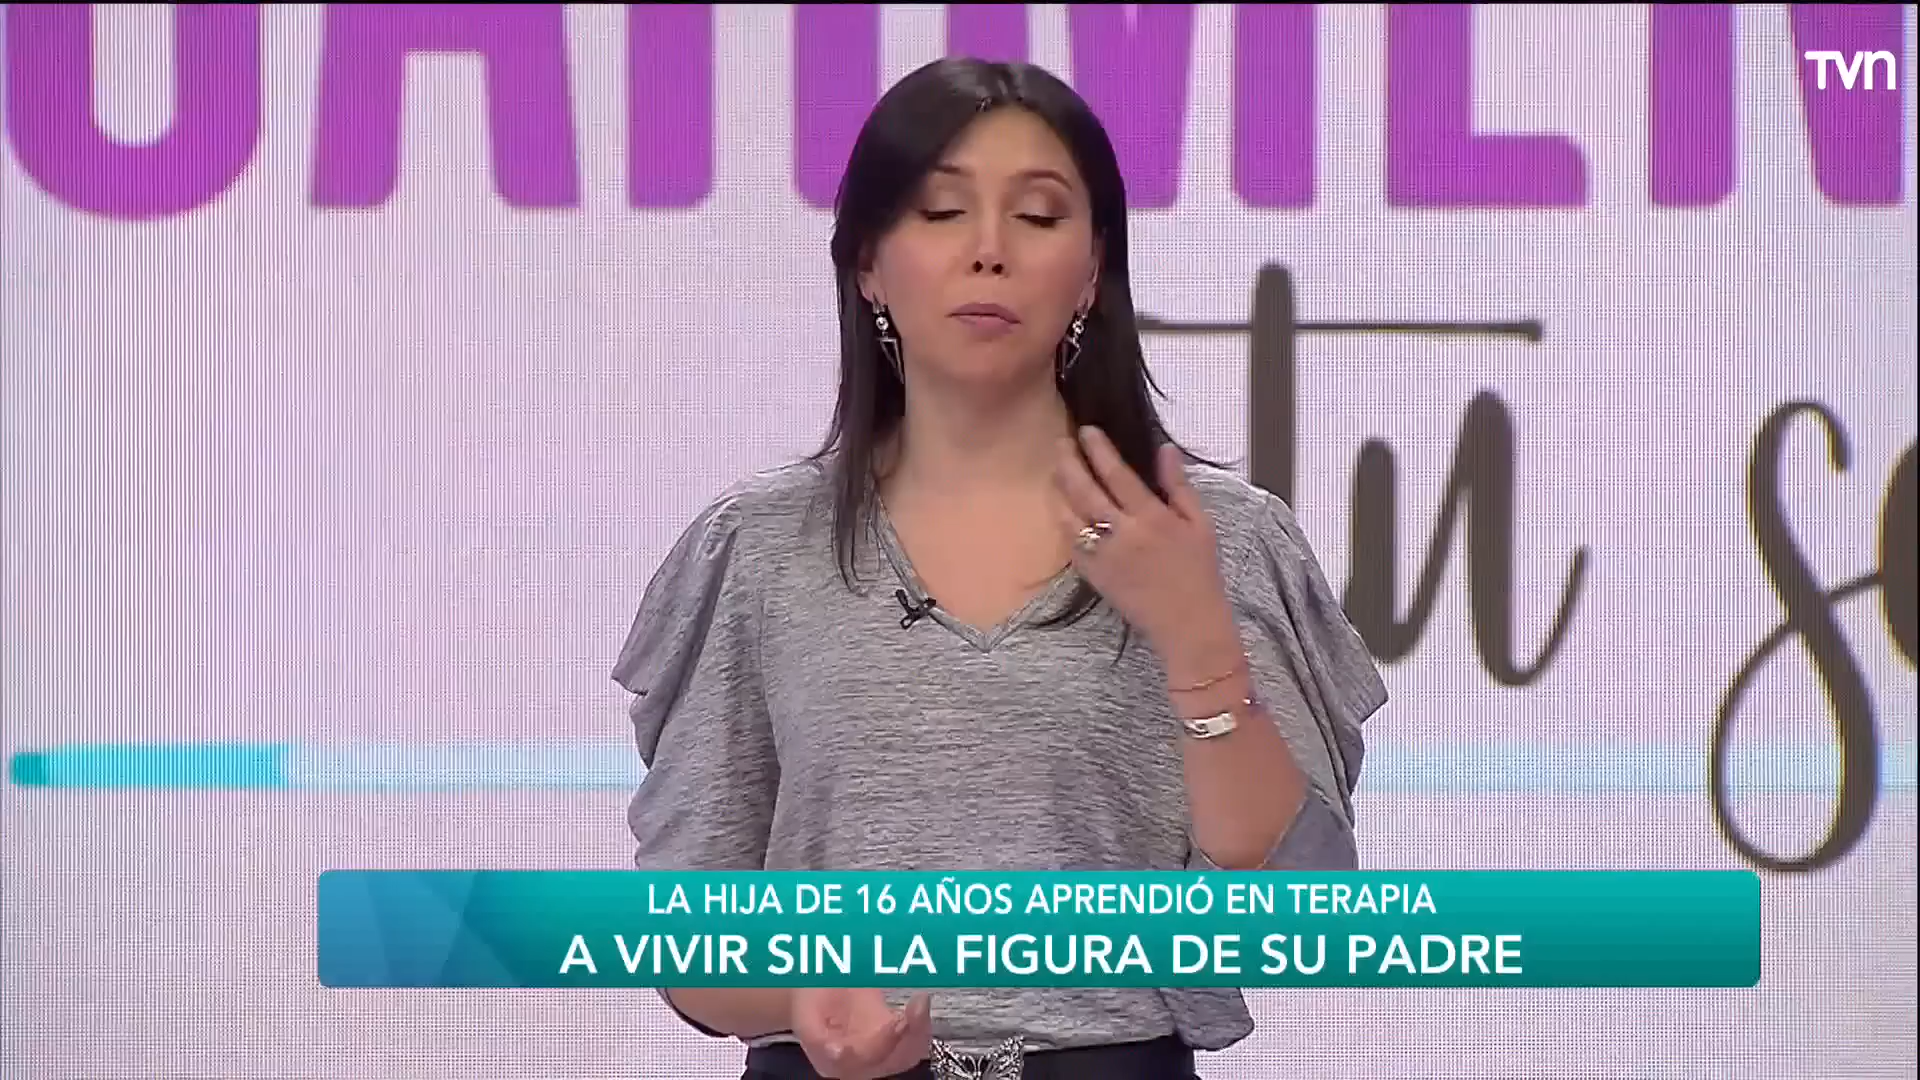 TVN
tu
LA HIJA DE 16 AÑOS APRENDIÓ EN TERAPIA
A VIVIR SIN LA FIGURA DE SU PADRE